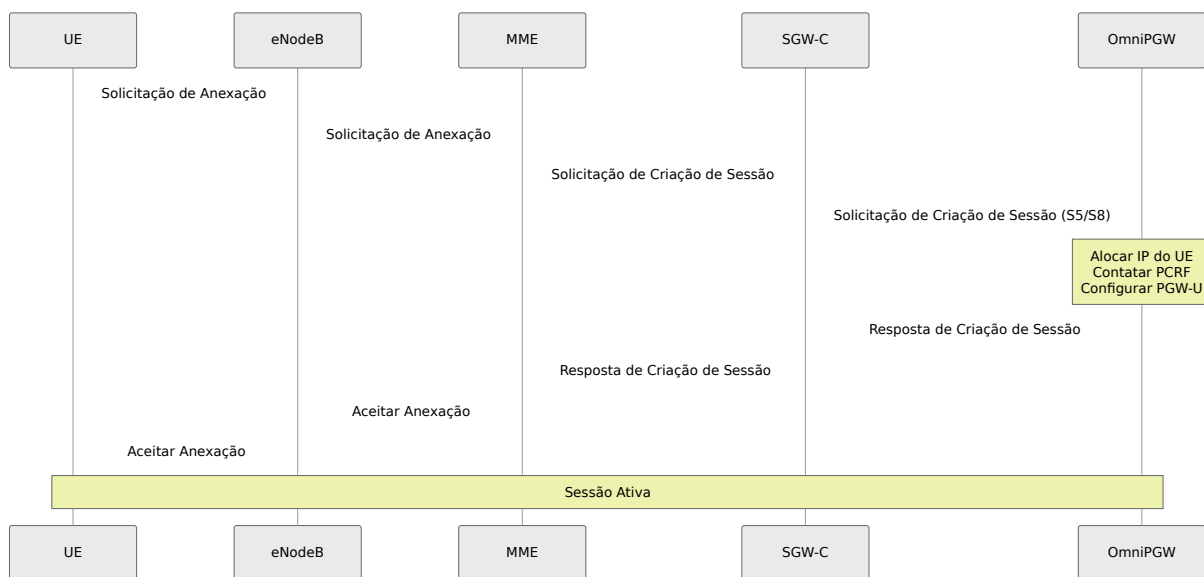 UE
eNodeB
MME
SGW-C
OmniPGW
Solicitação de Anexação
Solicitação de Anexação
Solicitação de Criação de Sessão
Solicitação de Criação de Sessão (S5/S8)
Alocar IP do UE
Contatar PCRF
Configurar PGW-U
Resposta de Criação de Sessão
Resposta de Criação de Sessão
Aceitar Anexação
Aceitar Anexação
Sessão Ativa
UE
eNodeB
MME
SGW-C
OmniPGW